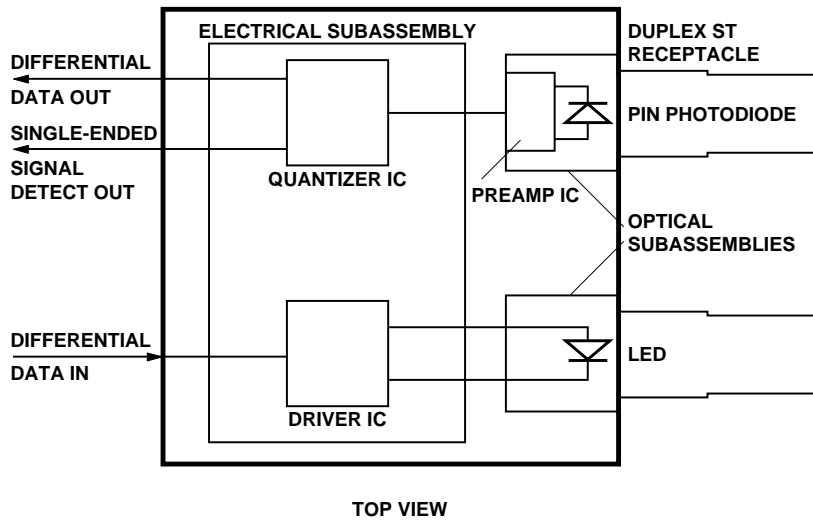 ELECTRICAL SUBASSEMBLY
DUPLEX ST
RECEPTACLE
DIFFERENTIAL
DATA OUT
PIN PHOTODIODE
SINGLE-ENDED
SIGNAL
DETECT OUT
QUANTIZER IC
PREAMP IC
OPTICAL
SUBASSEMBLIES
DIFFERENTIAL
DATA IN
LED
DRIVER IC
TOP VIEW